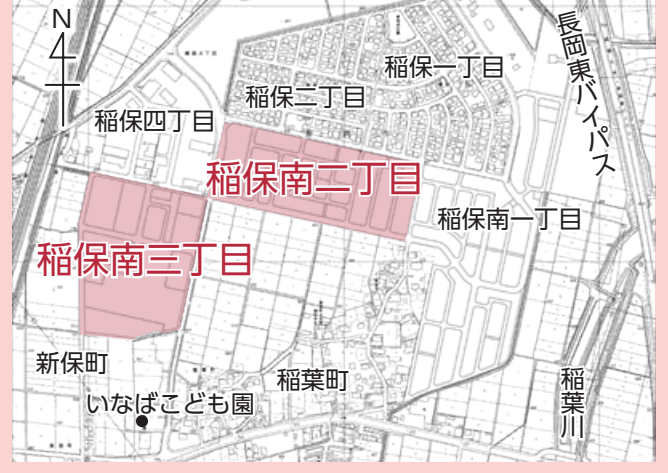 N
長岡東バイパス
稲保一丁目
稲保二丁目
稲保四丁目
稲保南二丁目
稲保南一丁目
稲保南三丁目
新保町
稲葉町
いなばこども園
稲葉川